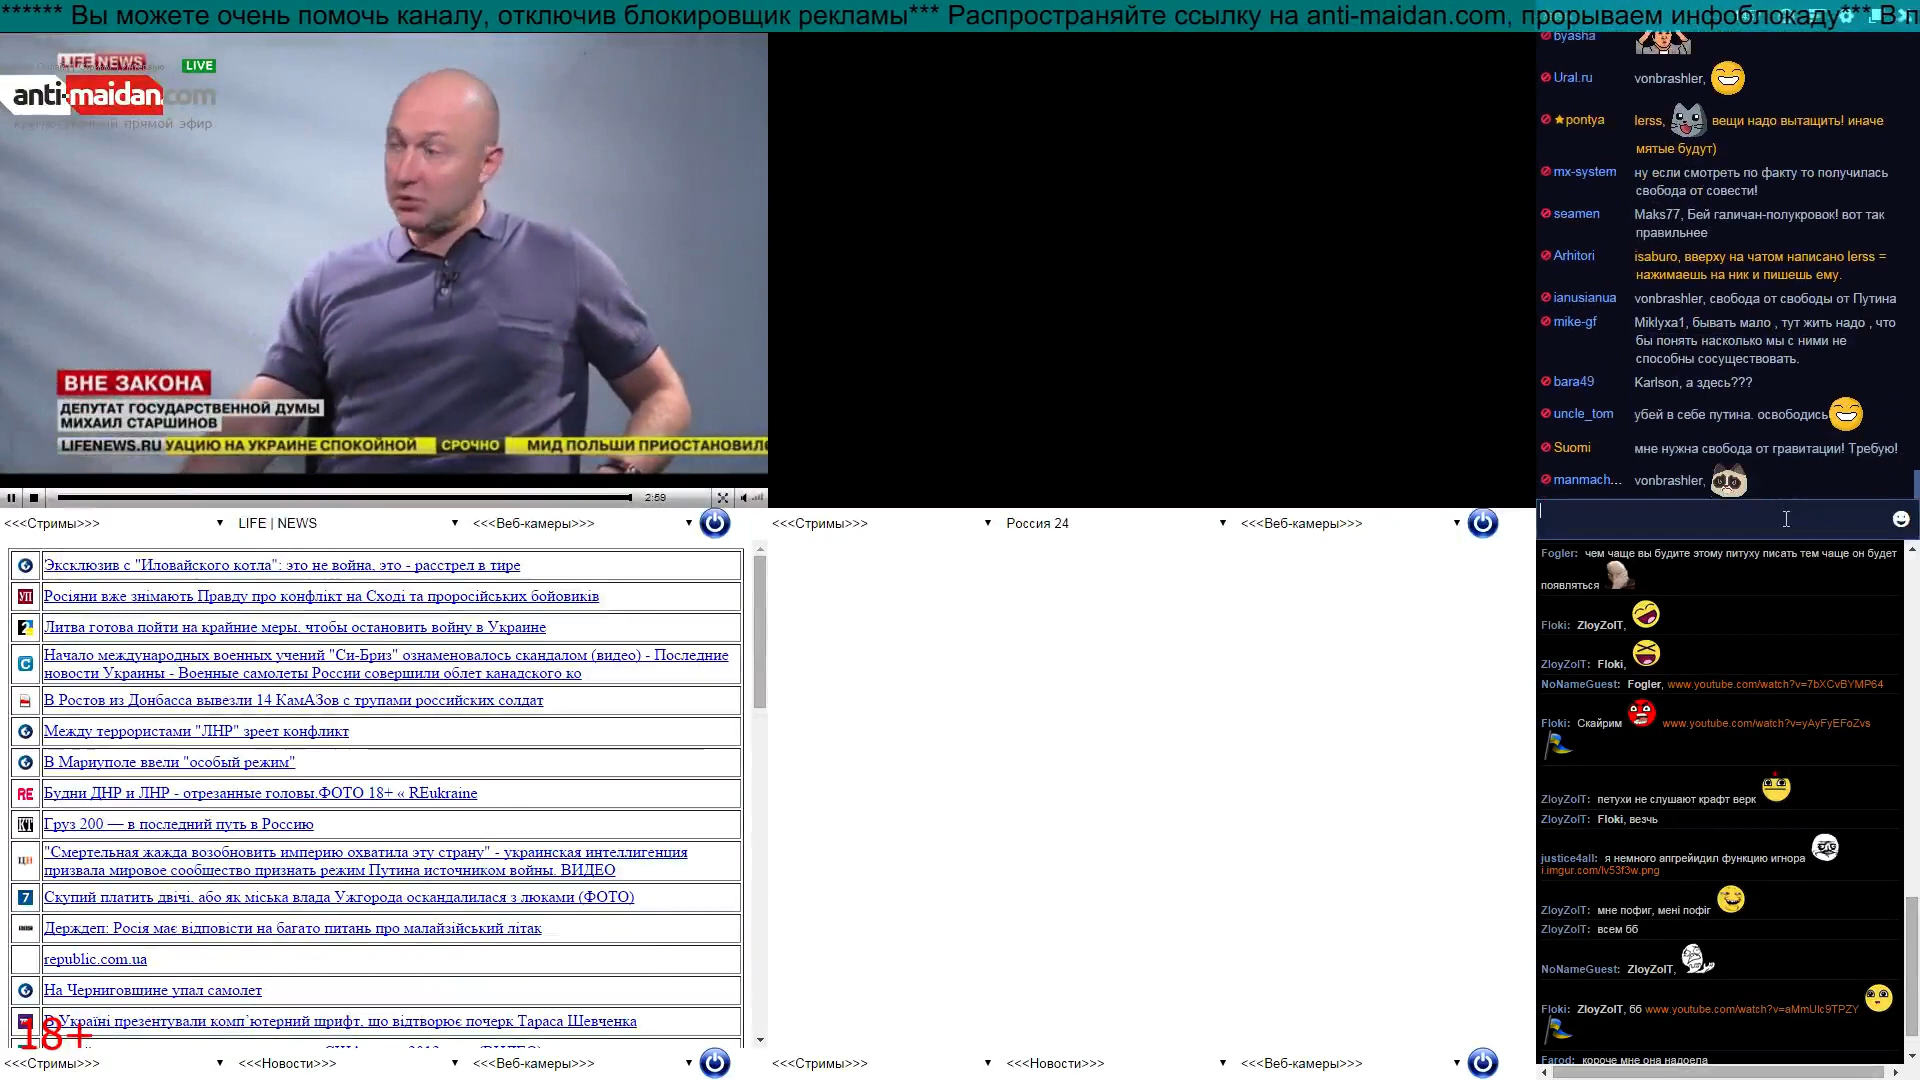 ****** Вы можете очень помочь каналу, отключив блокировщик рекламы*** Распространяйте ссылку на anti-maidan.com, прорываем инфоблокаду*** В п
LIFE NEWS
LIVE
anti-maidan.com
круглосуточный прямой эфир
ВНЕ ЗАКОНА
ДЕПУТАТ ГОСУДАРСТВЕННОЙ ДУМЫ
МИХАИЛ СТАРШИНОВ
LIFENEWS.RU УАЦИЮ НА УКРАИНЕ СПОКОЙНОЙ СРОЧНО МИД ПОЛЬШИ ПРИОСТАНОВИЛ
2:59
<<<Стримы>>> LIFE | NEWS <<<Веб-камеры>>> <<<Стримы>>> Россия 24 <<<Веб-камеры>>>
Эксклюзив с "Иловайского котла": это не война, это - расстрел в тире
Росіяни вже знімають Правду про конфлікт на Сході та проросійських бойовиків
Литва готова пойти на крайние меры, чтобы остановить войну в Украине
Начало международных военных учений "Си-Бриз" ознаменовалось скандалом (видео) - Последние
новости Украины - Военные самолеты России совершили облет канадского ко
В Ростов из Донбасса вывезли 14 КамАЗов с трупами российских солдат
Между террористами "ЛНР" зреет конфликт
В Мариуполе ввели "особый режим"
Будни ДНР и ЛНР - отрезанные головы.ФОТО 18+ « REukraine
Груз 200 — в последний путь в Россию
"Смертельная жажда возобновить империю охватила эту страну" - украинская интеллигенция
призвала мировое сообщество признать режим Путина источником войны. ВИДЕО
Скупий платить двічі, або як міська влада Ужгорода оскандалилася з люками (ФОТО)
Держдеп: Росія має відповісти на багато питань про малайзійський літак
republic.com.ua
На Черниговщине упал самолет
В Україні презентували комп`ютерний шрифт, що відтворює почерк Тараса Шевченка
18+
<<<Стримы>>> <<<Новости>>> <<<Веб-камеры>>> <<<Стримы>>> <<<Новости>>> <<<Веб-камеры>>>
byasha
Ural.ru vonbrashler,
pontya lerss, вещи надо вытащить! иначе
мятые будут)
mx-system ну если смотреть по факту то получилась
свобода от совести!
seamen Maks77, Бей галичан-полукровок! вот так
правильнее
Arhitori isaburo, вверху на чатом написано lerss =
нажимаешь на ник и пишешь ему.
ianusianua vonbrashler, свобода от свободы от Путина
mike-gf Miklyxa1, бывать мало , тут жить надо , что
бы понять насколько мы с ними не
способны сосуществовать.
bara49 Karlson, а здесь???
uncle_tom убей в себе путина. освободись
Suomi мне нужна свобода от гравитации! Требую!
manmach... vonbrashler,
Fogler: чем чаще вы будите этому питуху писать тем чаще он будет
появляться
Floki: ZloyZolT,
ZloyZolT: Floki,
NoNameGuest: Fogler, www.youtube.com/watch?v=7bXCvBYMP64
Floki: Скайрим www.youtube.com/watch?v=yAyFyEFoZvs
ZloyZolT: петухи не слушают крафт верк
ZloyZolT: Floki, везчь
justice4all: я немного апгрейидил функцию игнора
i.imgur.com/lv53f3w.png
ZloyZolT: мне пофиг, мені пофіг
ZloyZolT: всем бб
NoNameGuest: ZloyZolT,
Floki: ZloyZolT, бб www.youtube.com/watch?v=aMmUlc9TPZY
Farod: короче мне она надоела